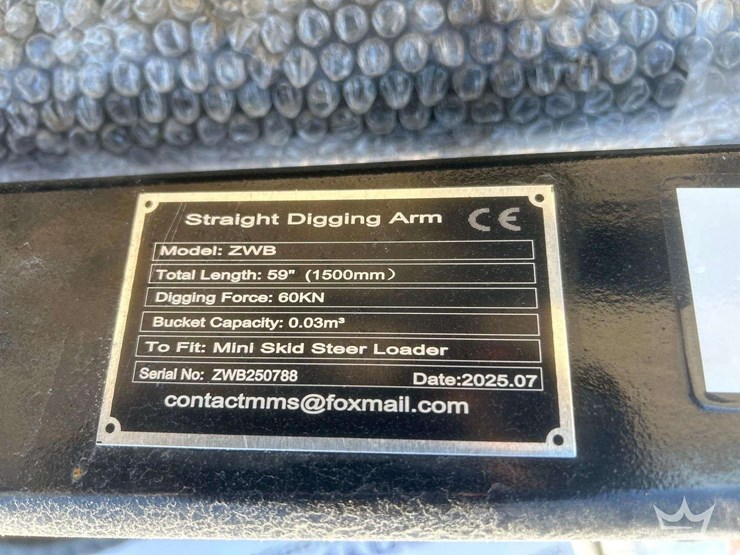 Straight Digging Arm CE
Model: ZWB
Total Length: 59" (1500mm）
Digging Force: 60KN
Bucket Capacity: 0.03m³
To Fit: Mini Skid Steer Loader
Serial No: ZWB250788 Date:2025.07
contactmms@foxmail.com